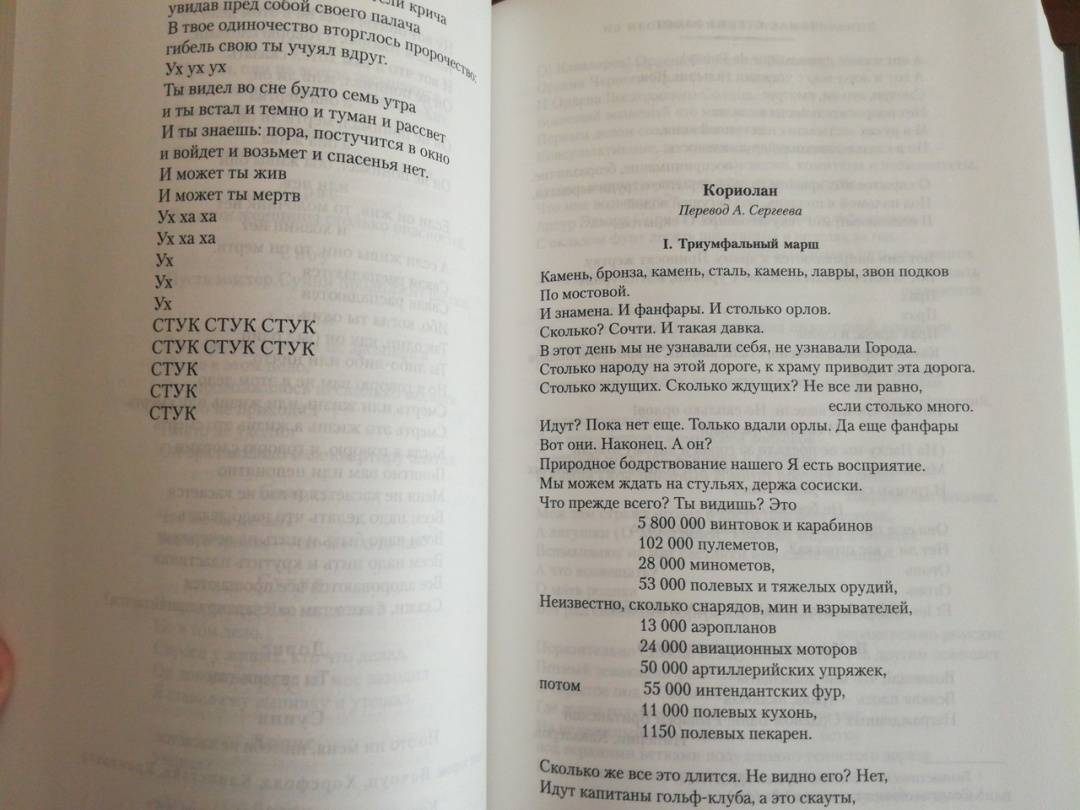 крича
увидав пред собой своего палача
В твое одиночество вторглось пророчество:
гибель свою ты учуял вдруг.
Ух ух ух
Ты видел во сне будто семь утра
и ты встал и темно и туман и рассвет
И ты знаешь: пора, постучится в окно
и войдет и возьмет и спасенья нет.
И может ты жив
И может ты мертв
Ух ха ха
Ух ха ха
Ух
Ух
Ух
СТУК СТУК СТУК
СТУК СТУК СТУК
СТУК
СТУК
СТУК
Кориолан
Перевод А. Сергеева
I. Триумфальный марш
Камень, бронза, камень, сталь, камень, лавры, звон подков
По мостовой.
И знамена. И фанфары. И столько орлов.
Сколько? Сочти. И такая давка.
В этот день мы не узнавали себя, не узнавали Города.
Столько народу на этой дороге, к храму приводит эта дорога.
Столько ждущих. Сколько ждущих? Не все ли равно,
если столько много.
Идут? Пока нет еще. Только вдали орлы. Да еще фанфары
Вот они. Наконец. А он?
Природное бодрствование нашего Я есть восприятие.
Мы можем ждать на стульях, держа сосиски.
Что прежде всего? Ты видишь? Это
5 800 000 винтовок и карабинов
102 000 пулеметов,
28 000 минометов,
53 000 полевых и тяжелых орудий,
Неизвестно, сколько снарядов, мин и взрывателей,
13 000 аэропланов
24 000 авиационных моторов
50 000 артиллерийских упряжек,
потом 55 000 интендантских фур,
11 000 полевых кухонь,
1150 полевых пекарен.
Сколько же все это длится. Не видно его? Нет,
Идут капитаны гольф-клуба, а это скауты,